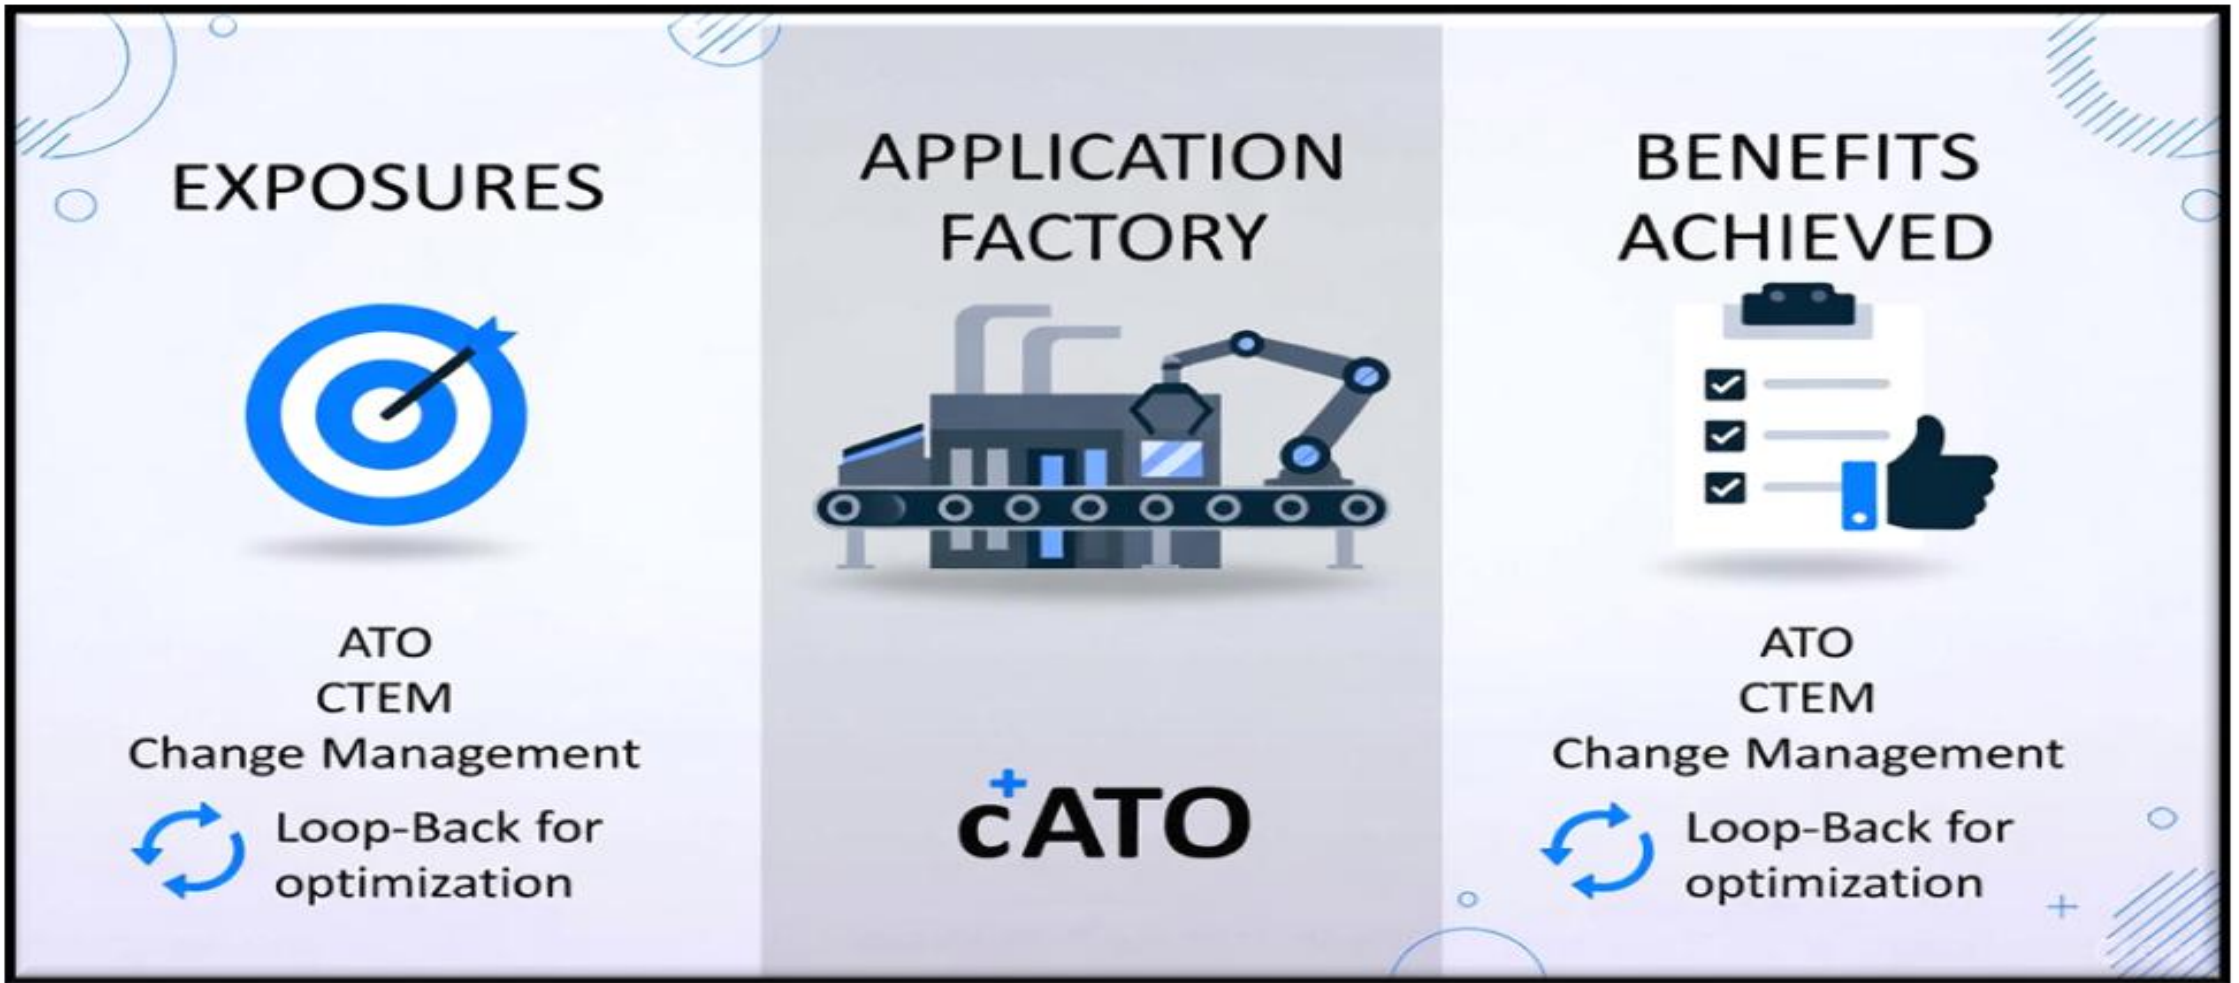 EXPOSURES
ATO
CTEM
Change Management
Loop-Back for
optimization
APPLICATION
FACTORY
c+ATO
BENEFITS
ACHIEVED
ATO
CTEM
Change Management
Loop-Back for
optimization